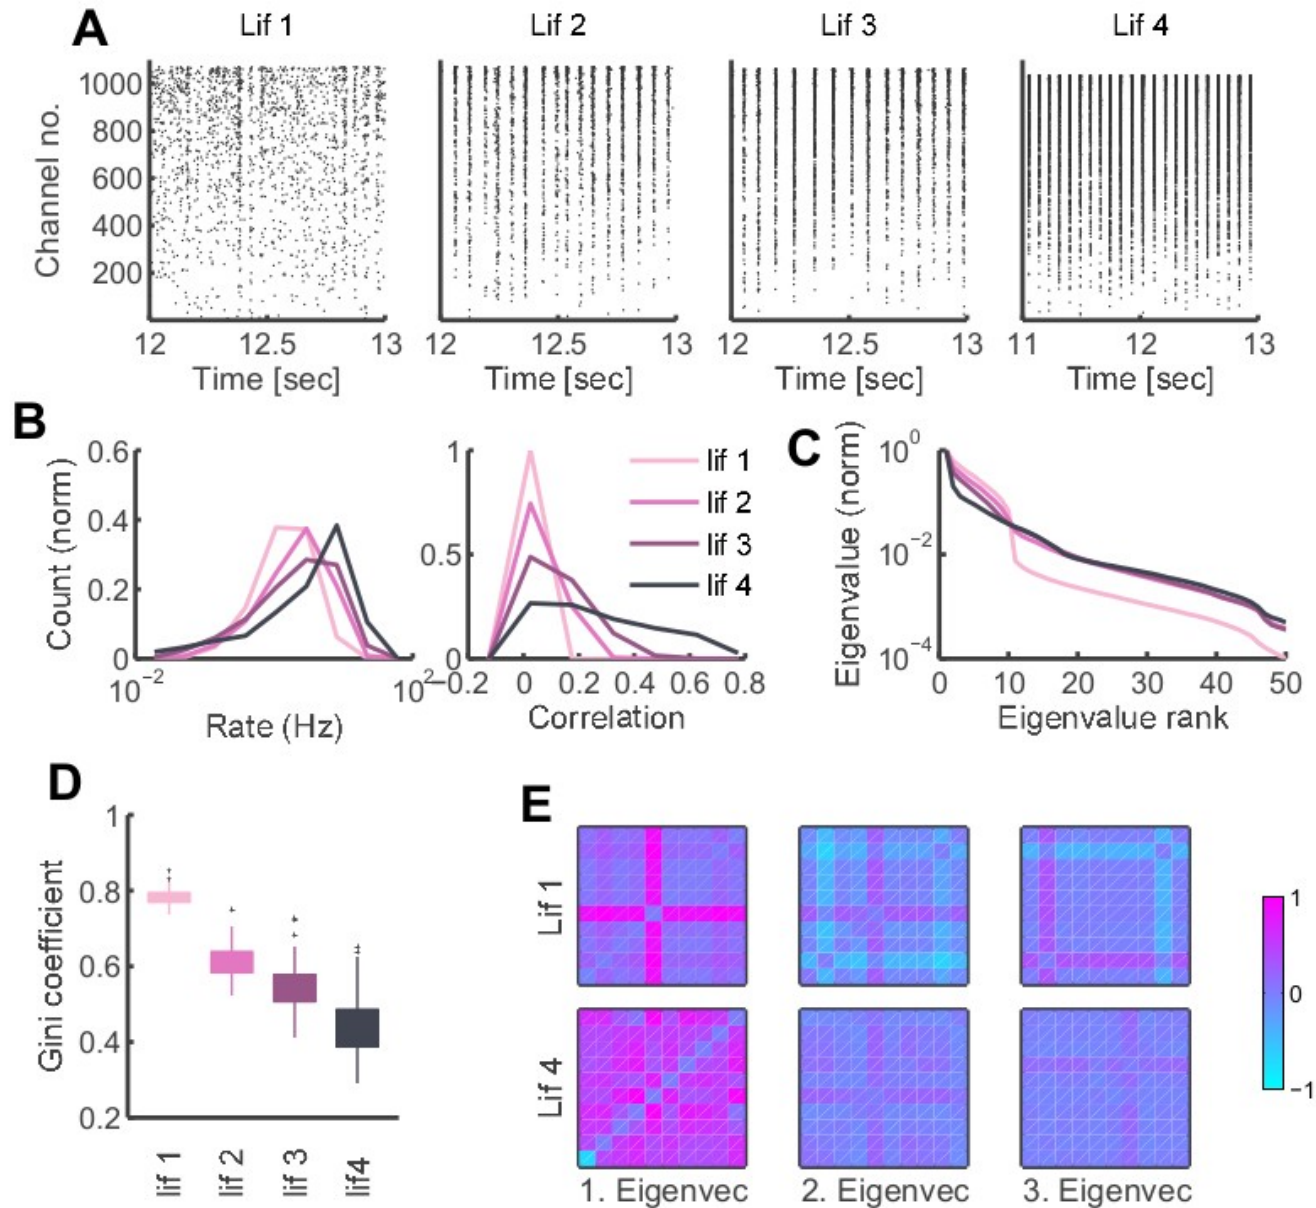 A
Lif 1
Lif 2
Lif 3
Lif 4
Channel no.
1000
800
600
400
200
12 12.5 13
12 12.5 13
12 12.5 13
11 12 13
Time [sec]
Time [sec]
Time [sec]
Time [sec]
B
Count (norm)
0.6
0.4
0.2
0
10⁻² 10²
Rate (Hz)
1
0.5
0
−0.2 0 0.2 0.4 0.6 0.8
Correlation
lif 1
lif 2
lif 3
lif 4
C
Eigenvalue (norm)
10⁰
10⁻²
10⁻⁴
0 10 20 30 40 50
Eigenvalue rank
D
Gini coefficient
1
0.8
0.6
0.4
0.2
lif 1
lif 2
lif 3
lif4
E
Lif 1
Lif 4
1. Eigenvec
2. Eigenvec
3. Eigenvec
1
0
−1